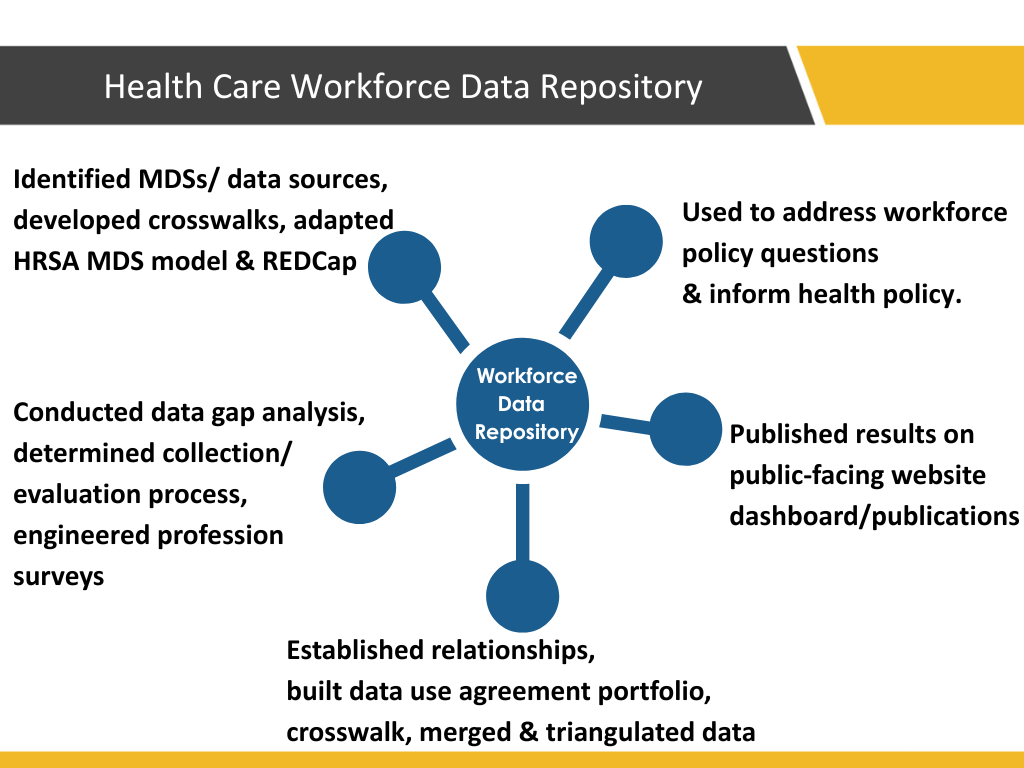 Health Care Workforce Data Repository
Identified MDSs/ data sources,
developed crosswalks, adapted
HRSA MDS model & REDCap
Used to address workforce
policy questions
& inform health policy.
Workforce
Data
Repository
Conducted data gap analysis,
determined collection/
evaluation process,
engineered profession
surveys
Published results on
public-facing website
dashboard/publications
Established relationships,
built data use agreement portfolio,
crosswalk, merged & triangulated data